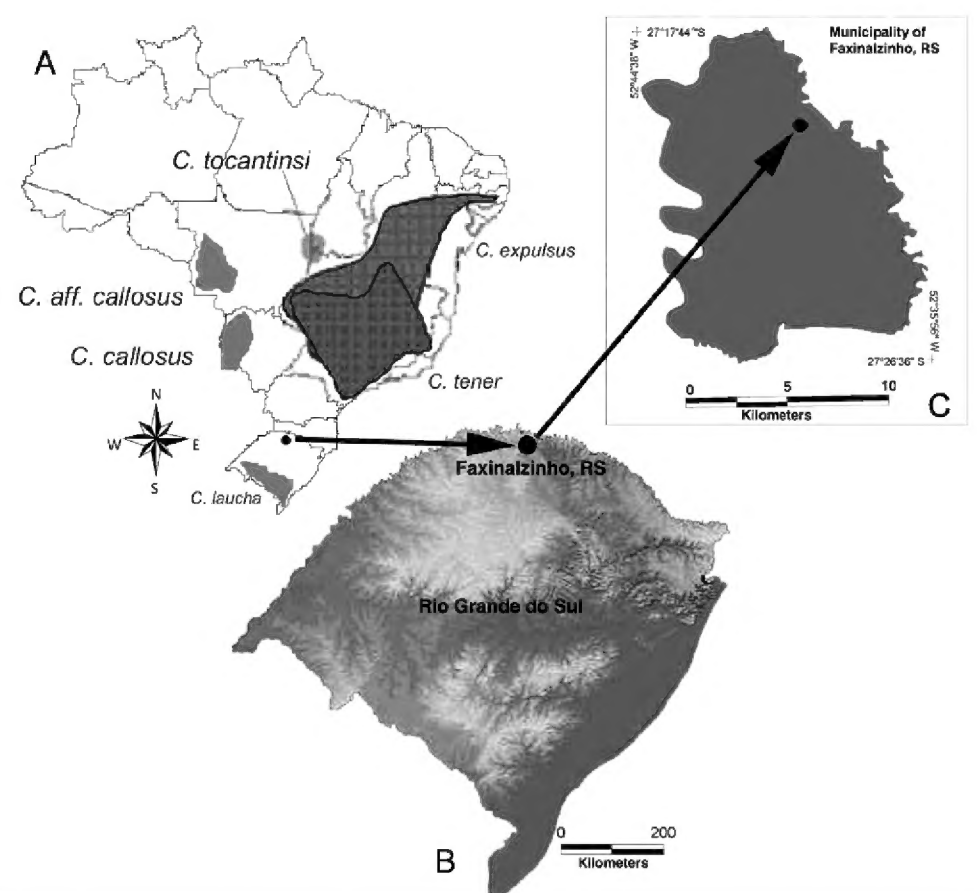 A
C. tocantinsi
C. expulsus
C. aff. callosus
C. callosus
C. tener
N
W
E
S
C. laucha
Faxinalzinho, RS
Rio Grande do Sul
0 200
Kilometers
B
Municipality of
Faxinalzinho, RS
27°17'44"S
52°44'38" W
52°35'56" W
27°26'36" S
0 5 10
Kilometers
C